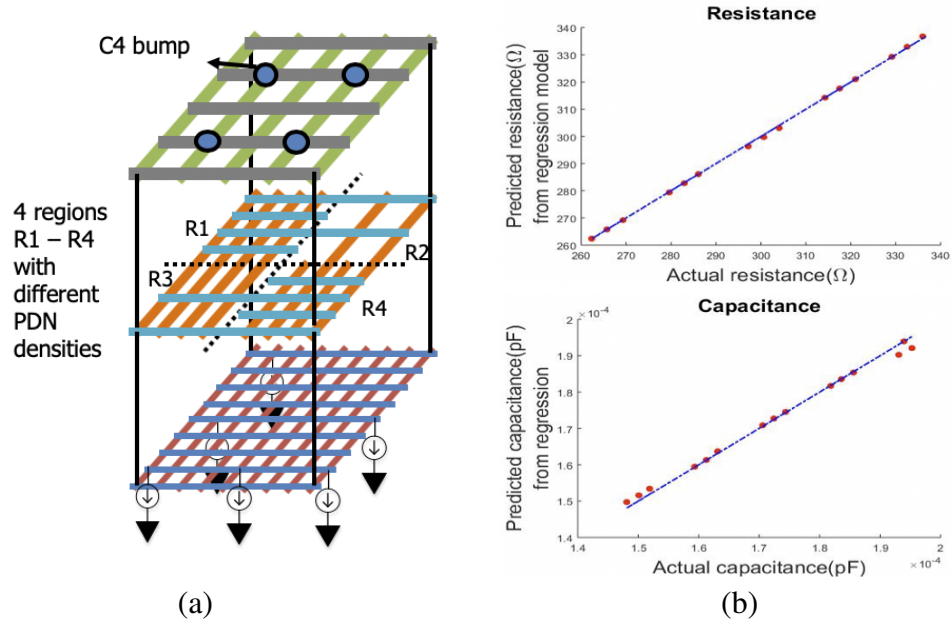 C4 bump
4 regions
R1 – R4
with
different
PDN
densities
R1
R2
R3
R4
(a)
Resistance
Predicted resistance(Ω)
from regression model
340
330
320
310
300
290
280
270
260
260 270 280 290 300 310 320 330 340
Actual resistance(Ω)
Capacitance
× 10⁻⁴
Predicted capacitance(pF)
from regression
2
1.9
1.8
1.7
1.6
1.5
1.4
1.4 1.5 1.6 1.7 1.8 1.9 2
Actual capacitance(pF)
× 10⁻⁴
(b)